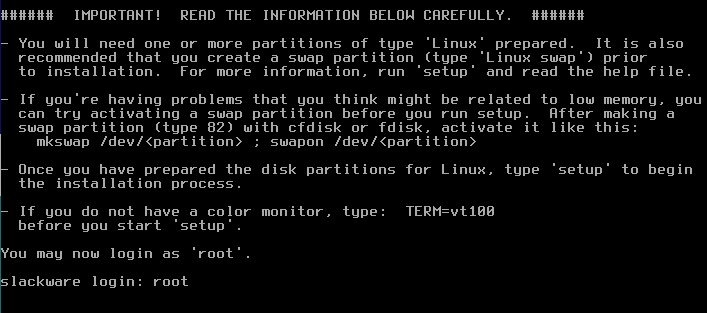 ######  IMPORTANT!  READ THE INFORMATION BELOW CAREFULLY.  ######
- You will need one or more partitions of type 'Linux' prepared.  It is also
recommended that you create a swap partition (type 'Linux swap') prior
to installation.  For more information, run 'setup' and read the help file.
- If you're having problems that you think might be related to low memory, you
can try activating a swap partition before you run setup.  After making a
swap partition (type 82) with cfdisk or fdisk, activate it like this:
mkswap /dev/<partition> ; swapon /dev/<partition>
- Once you have prepared the disk partitions for Linux, type 'setup' to begin
the installation process.
- If you do not have a color monitor, type:  TERM=vt100
before you start 'setup'.
You may now login as 'root'.
slackware login: root